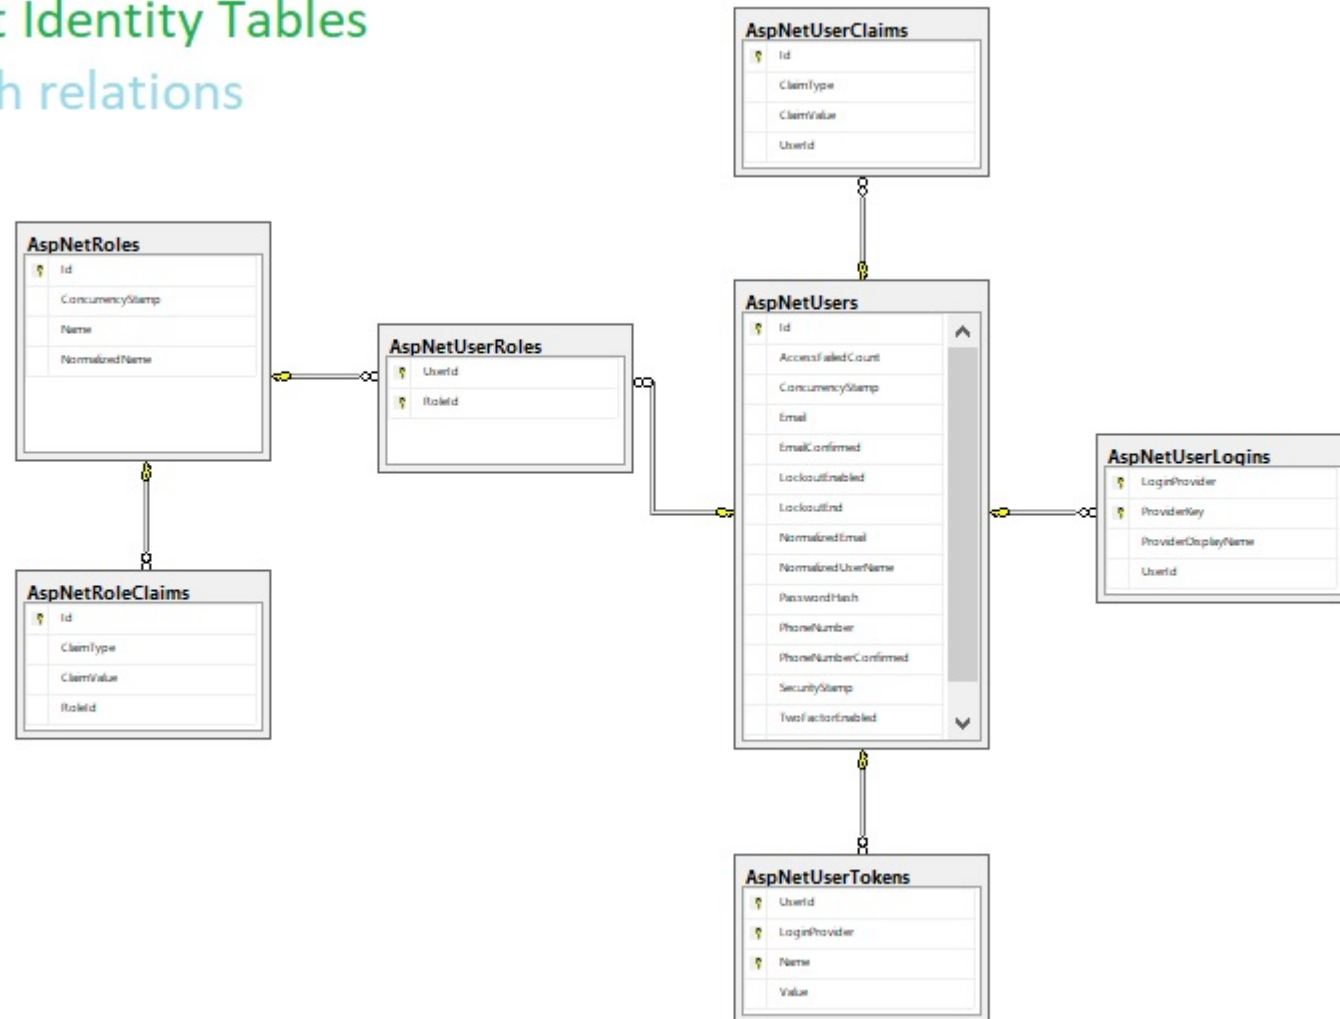 t Identity Tables
h relations
AspNetUserClaims
Id
ClaimType
ClaimValue
UserId
AspNetRoles
Id
ConcurrencyStamp
Name
NormalizedName
AspNetUserRoles
UserId
RoleId
AspNetUsers
Id
AccessFailedCount
ConcurrencyStamp
Email
EmailConfirmed
LockoutEnabled
LockoutEnd
NormalizedEmail
NormalizedUserName
PasswordHash
PhoneNumber
PhoneNumberConfirmed
SecurityStamp
TwoFactorEnabled
AspNetUserLogins
LoginProvider
ProviderKey
ProviderDisplayName
UserId
AspNetRoleClaims
Id
ClaimType
ClaimValue
RoleId
AspNetUserTokens
UserId
LoginProvider
Name
Value